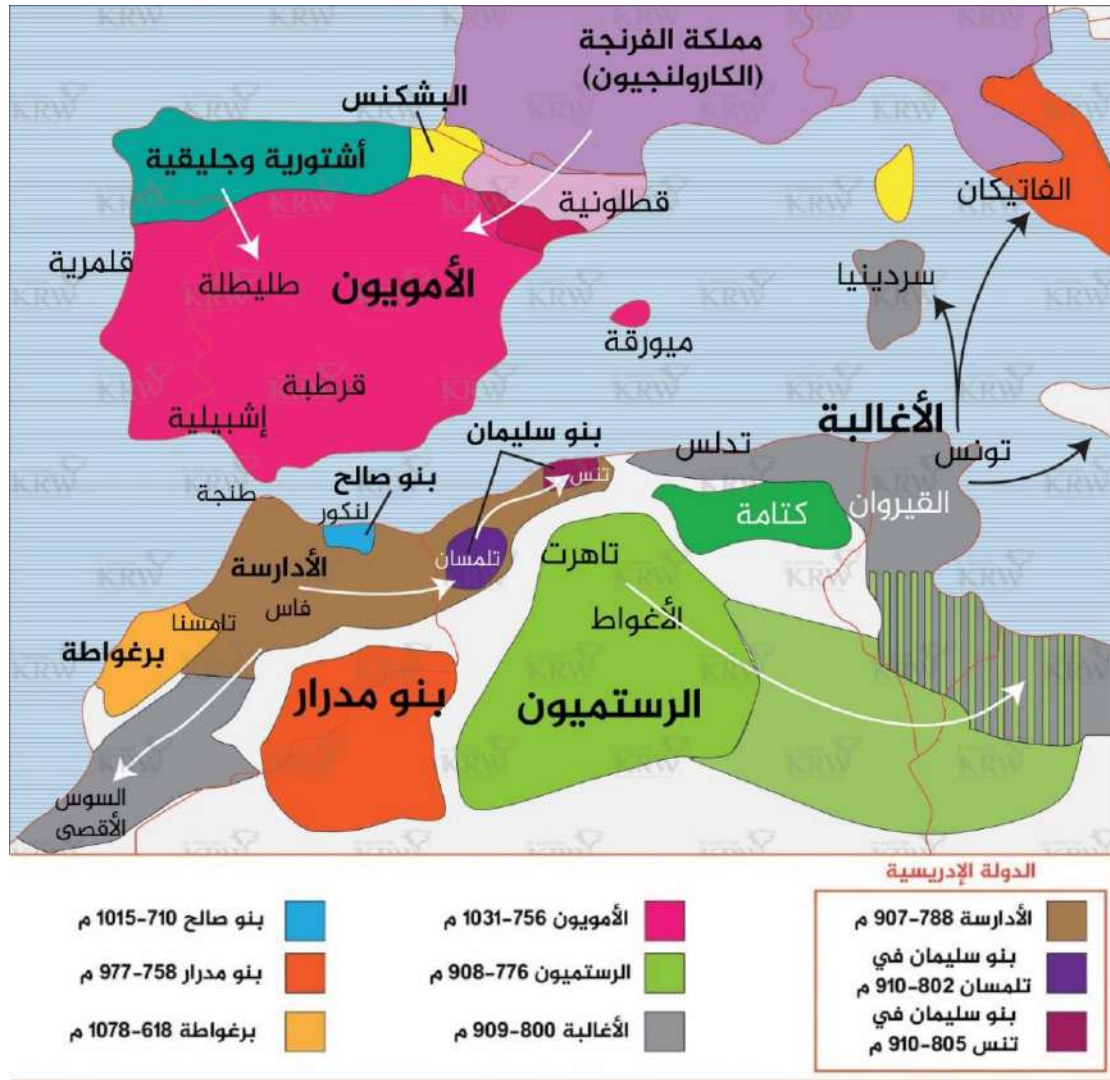 مملكة الفرنجة
(الكارولنجيون)
البشكنس
أشتورية وجليقية
قطلونية
الفاتيكان
قلمرية
طليطلة
الأمويون
سردينيا
ميورقة
قرطبة
إشبيلية
الأغالبة
بنو سليمان
تدلس
تونس
تنس
طنجة
بنو صالح
لنكور
القيروان
كتامة
تلمسان
تاهرت
الأدارسة
فاس
الأغواط
تامسنا
برغواطة
بنو مدرار
الرستميون
السوس
الأقصى
الدولة الإدريسية
الأدارسة 788-907 م
بنو سليمان في
تلمسان 802-910 م
بنو سليمان في
تنس 805-910 م
الأمويون 756-1031 م
الرستميون 776-908 م
الأغالبة 800-909 م
بنو صالح 710-1015 م
بنو مدرار 758-977 م
برغواطة 618-1078 م
KRW